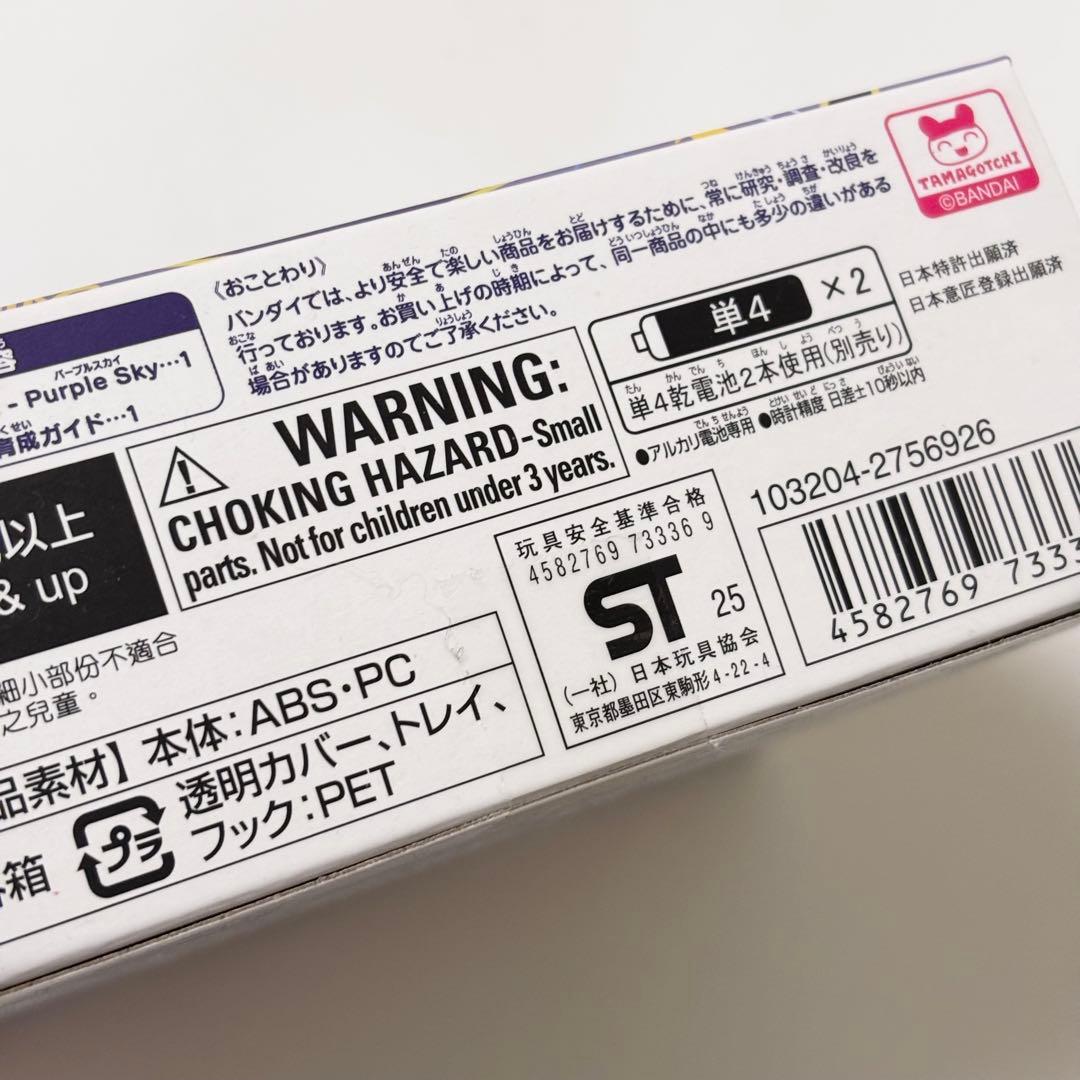 《おことわり》
バンダイでは、より安全で楽しい商品をお届けするために、常に研究・調査・改良を
行っております。お買い上げの時期によって、同一商品の中にも多少の違いがある
場合がありますのでご了承ください。
TAMAGOTCHI
©BANDAI
容
パープルスカイ
- Purple Sky…1
育成ガイド…1
以上
& up
WARNING:
CHOKING HAZARD-Small
parts. Not for children under 3 years.
単4 ×2
単4乾電池2本使用(別売り)
●アルカリ電池専用 ●時計精度 日差±10秒以内
日本特許出願済
日本意匠登録出願済
103204-2756926
4582769 7333
玩具安全基準合格
4582769 73336 9
ST 25
(一社)日本玩具協会
東京都墨田区東駒形4-22-4
細小部份不適合
之兒童。
品素材】本体:ABS・PC
プラ
透明カバー、トレイ、
フック:PET
箱